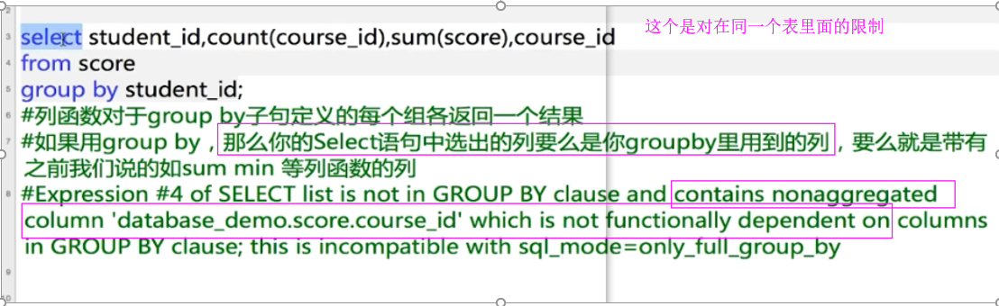 2
这个是对在同一个表里面的限制
3 select student_id,count(course_id),sum(score),course_id
4 from score
5 group by student_id;
6 #列函数对于group by子句定义的每个组各返回一个结果
7 #如果用group by，那么你的Select语句中选出的列要么是你groupby里用到的列，要么就是带有
之前我们说的如sum min 等列函数的列
8 #Expression #4 of SELECT list is not in GROUP BY clause and contains nonaggregated
column 'database_demo.score.course_id' which is not functionally dependent on columns
in GROUP BY clause; this is incompatible with sql_mode=only_full_group_by
9
10